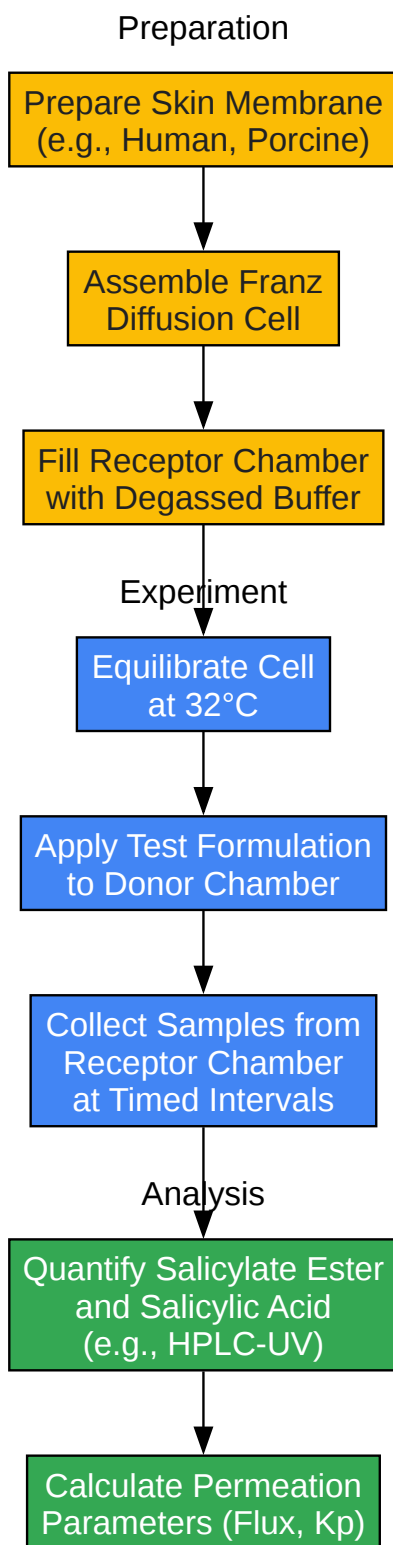 Preparation
Prepare Skin Membrane
(e.g., Human, Porcine)
Assemble Franz
Diffusion Cell
Fill Receptor Chamber
with Degassed Buffer
Experiment
Equilibrate Cell
at 32°C
Apply Test Formulation
to Donor Chamber
Collect Samples from
Receptor Chamber
at Timed Intervals
Analysis
Quantify Salicylate Ester
and Salicylic Acid
(e.g., HPLC-UV)
Calculate Permeation
Parameters (Flux, Kp)